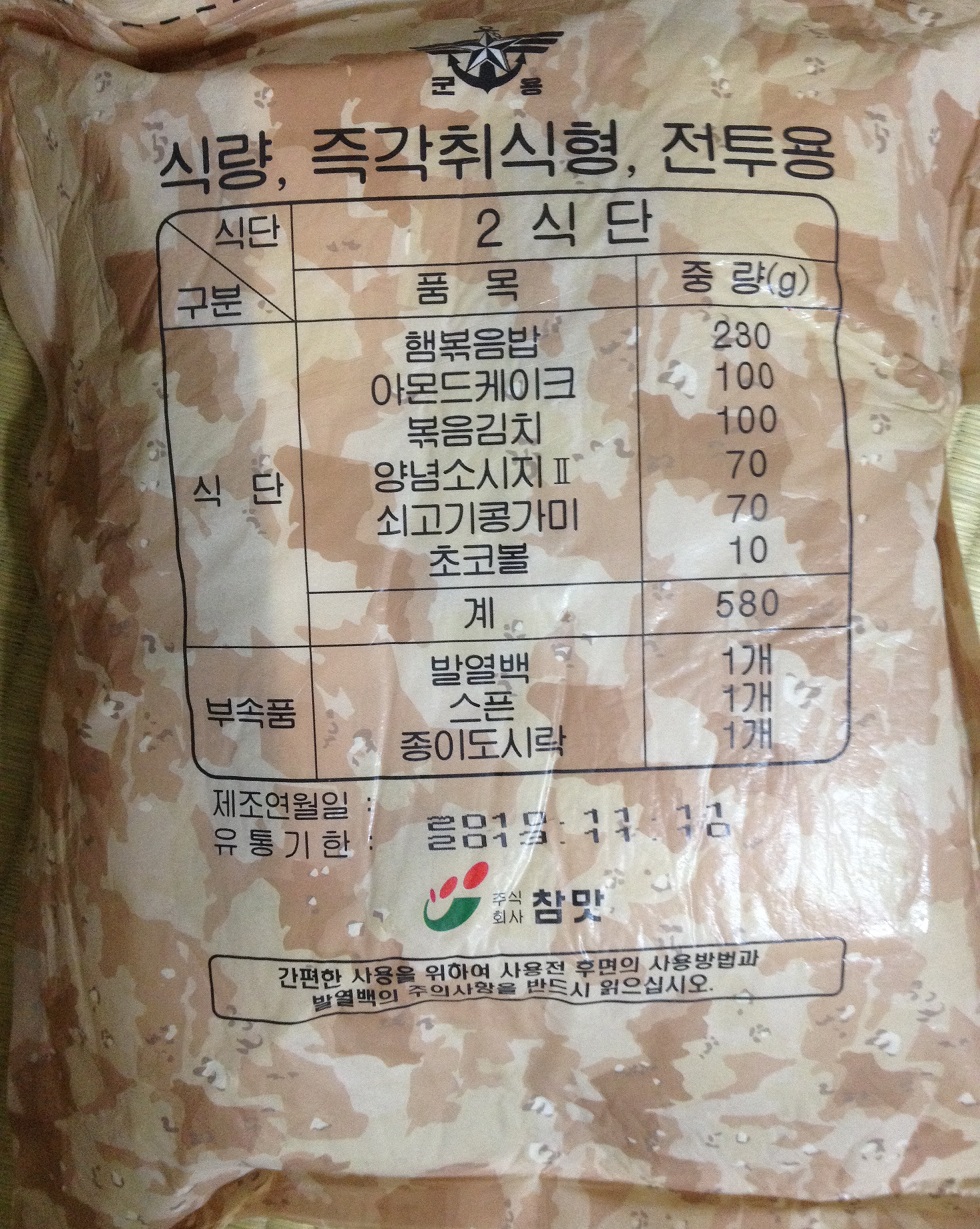 군 용
식량, 즉각취식형, 전투용
식단 2 식 단
구분 품 목 중 량(g)
햄볶음밥 230
아몬드케이크 100
볶음김치 100
식 단 양념소시지Ⅱ 70
쇠고기콩가미 70
초코볼 10
계 580
발열백 1개
부속품 스픈 1개
종이도시락 1개
제조연월일 :
유통기한 :
주식
회사 참맛
간편한 사용을 위하여 사용전 후면의 사용방법과
발열백의 주의사항을 반드시 읽으십시오.